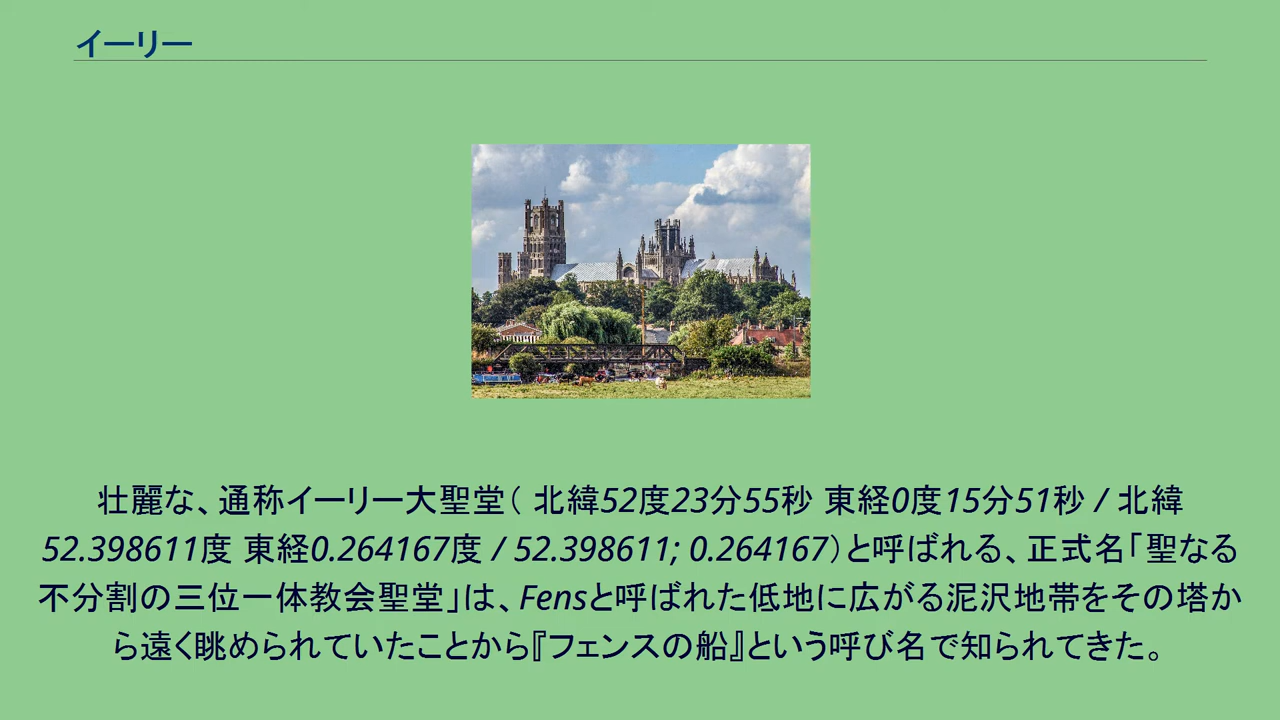 イーリー
壮麗な、通称イーリー大聖堂（ 北緯52度23分55秒 東経0度15分51秒 / 北緯
52.398611度 東経0.264167度 / 52.398611; 0.264167）と呼ばれる、正式名「聖なる
不分割の三位一体教会聖堂」は、Fensと呼ばれた低地に広がる泥沢地帯をその塔か
ら遠く眺められていたことから『フェンスの船』という呼び名で知られてきた。